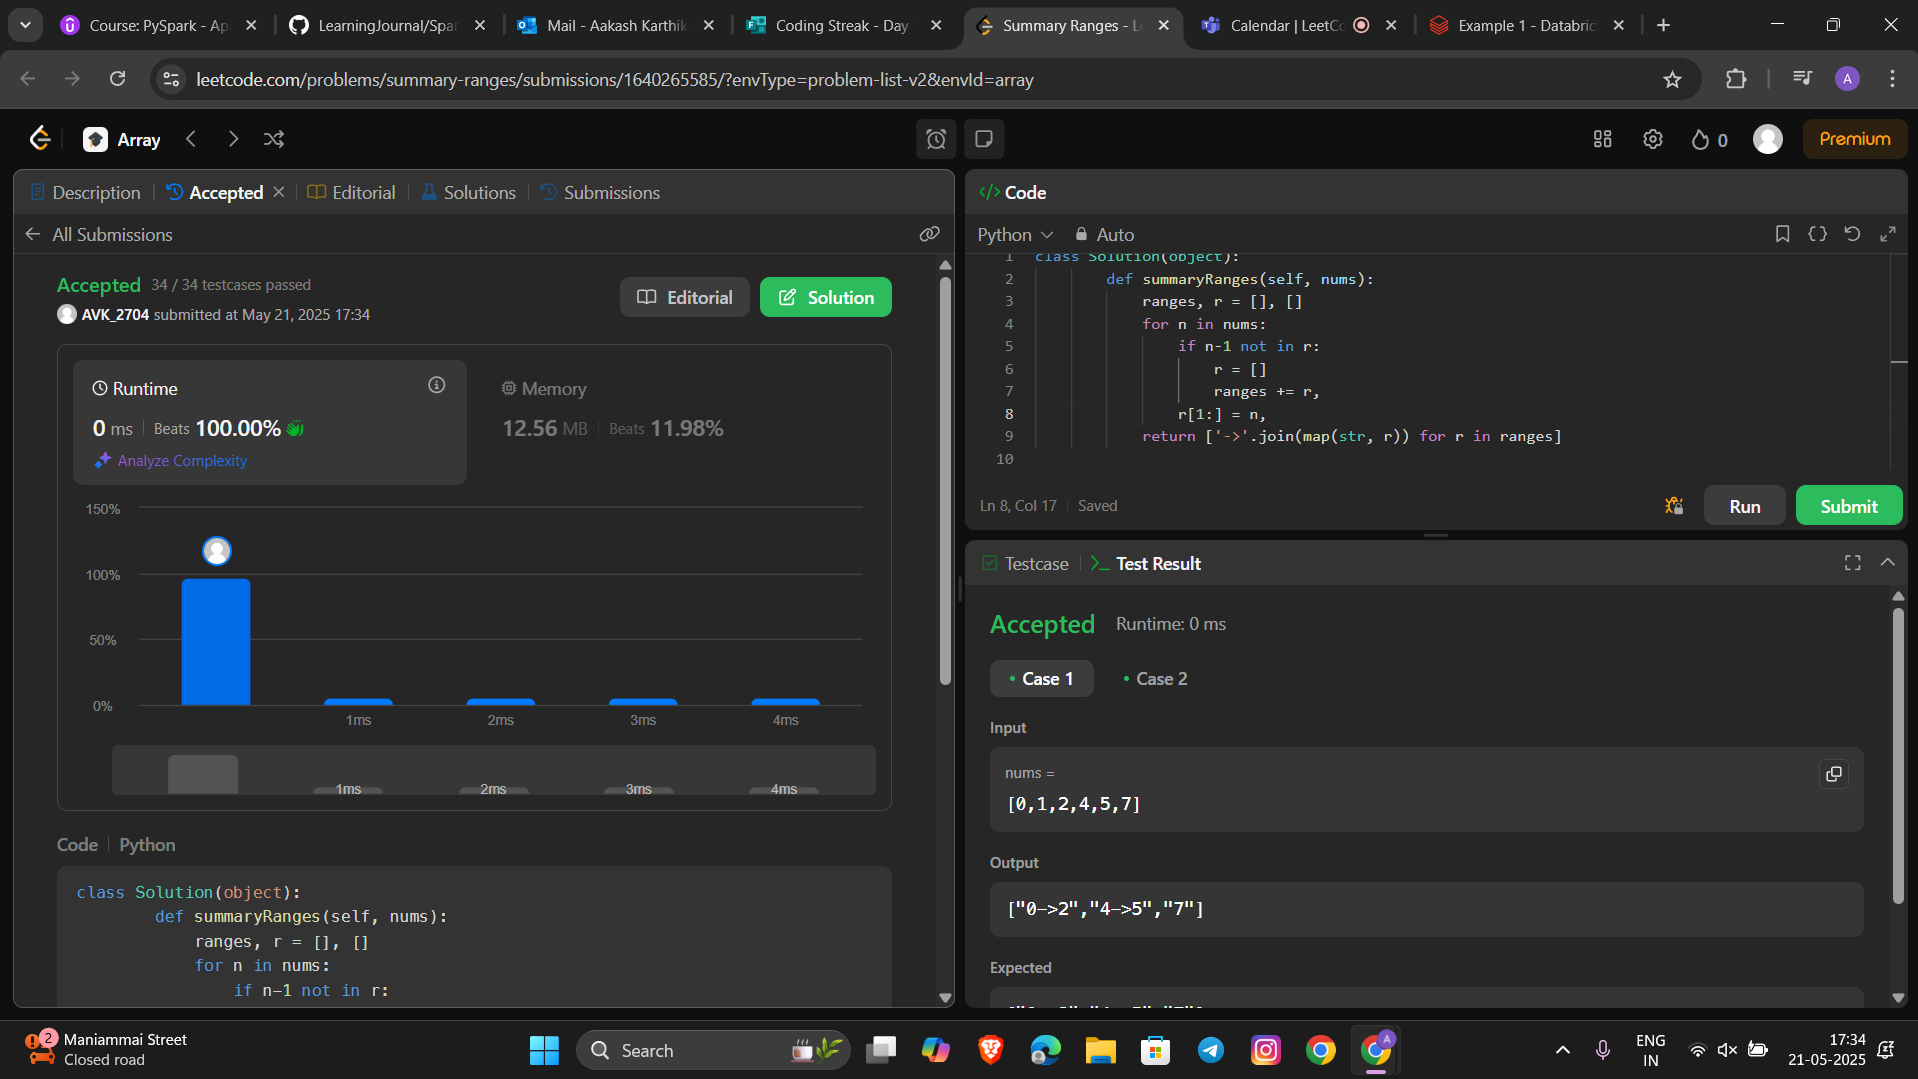 Course: PySpark - Ap
LearningJournal/Spar
Mail - Aakash Karthik
Coding Streak - Day
Summary Ranges - Le
Calendar | LeetCo
Example 1 - Databric
leetcode.com/problems/summary-ranges/submissions/1640265585/?envType=problem-list-v2&envId=array
A
Array
0
Premium
Description
Accepted
Editorial
Solutions
Submissions
All Submissions
Accepted 34 / 34 testcases passed
AVK_2704 submitted at May 21, 2025 17:34
Editorial
Solution
Runtime
0 ms Beats 100.00%
Analyze Complexity
Memory
12.56 MB Beats 11.98%
150%
100%
50%
0%
1ms 2ms 3ms 4ms
1ms 2ms 3ms 4ms
Code Python
class Solution(object):
def summaryRanges(self, nums):
ranges, r = [], []
for n in nums:
if n-1 not in r:
</> Code
Python Auto
1 class Solution(object):
2 def summaryRanges(self, nums):
3 ranges, r = [], []
4 for n in nums:
5 if n-1 not in r:
6 r = []
7 ranges += r,
8 r[1:] = n,
9 return ['->'.join(map(str, r)) for r in ranges]
10
Ln 8, Col 17 Saved
Run
Submit
Testcase
Test Result
Accepted Runtime: 0 ms
Case 1
Case 2
Input
nums =
[0,1,2,4,5,7]
Output
["0->2","4->5","7"]
Expected
2
Maniammai Street
Closed road
Search
A
ENG
IN
17:34
21-05-2025